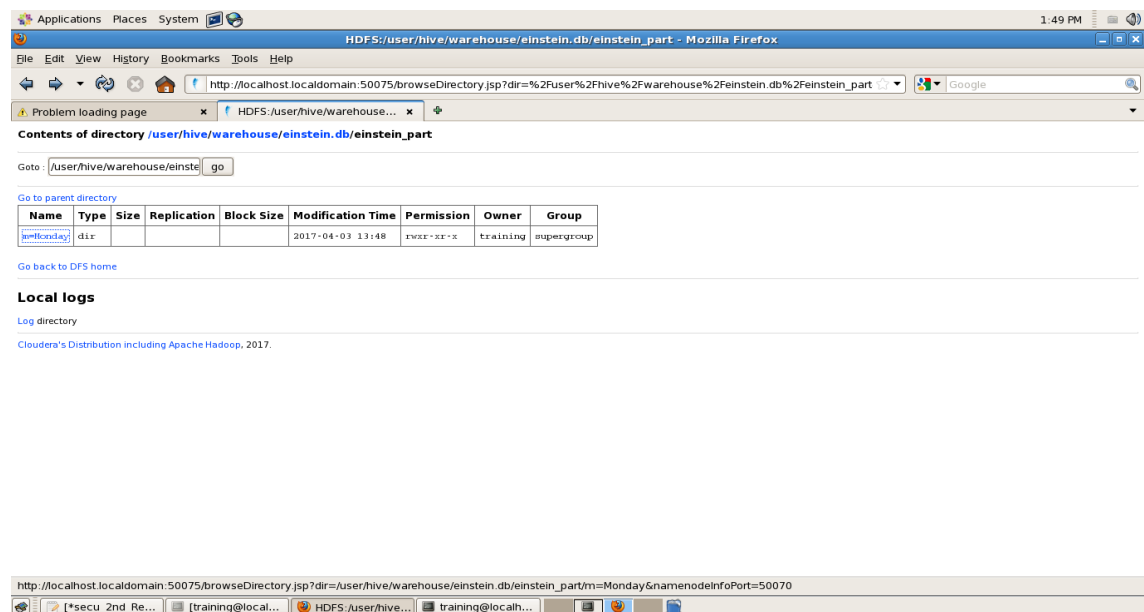 Applications Places System 1:49 PM
HDFS:/user/hive/warehouse/einstein.db/einstein_part - Mozilla Firefox
File Edit View History Bookmarks Tools Help
http://localhost.localdomain:50075/browseDirectory.jsp?dir=%2Fuser%2Fhive%2Fwarehouse%2Feinstein.db%2Feinstein_part Google
Problem loading page HDFS:/user/hive/warehouse...
Contents of directory /user/hive/warehouse/einstein.db/einstein_part
Goto : /user/hive/warehouse/einste go
Go to parent directory
Name Type Size Replication Block Size Modification Time Permission Owner Group
m=Monday dir 2017-04-03 13:48 rwxr-xr-x training supergroup
Go back to DFS home
Local logs
Log directory
Cloudera's Distribution including Apache Hadoop, 2017.
http://localhost.localdomain:50075/browseDirectory.jsp?dir=/user/hive/warehouse/einstein.db/einstein_part/m=Monday&namenodeInfoPort=50070
[*secu 2nd Re... [training@local... HDFS:/user/hive... training@localh...